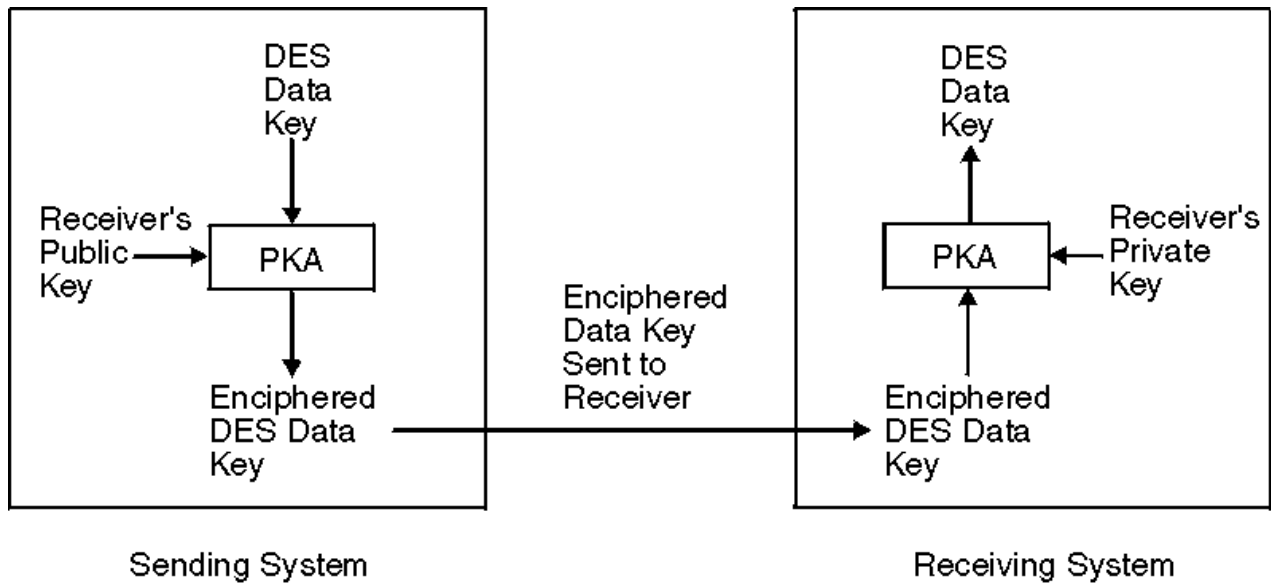 DES
Data
Key
Receiver's
Public
Key
PKA
Enciphered
DES Data
Key
Enciphered
Data Key
Sent to
Receiver
DES
Data
Key
PKA
Receiver's
Private
Key
Enciphered
DES Data
Key
Sending System
Receiving System